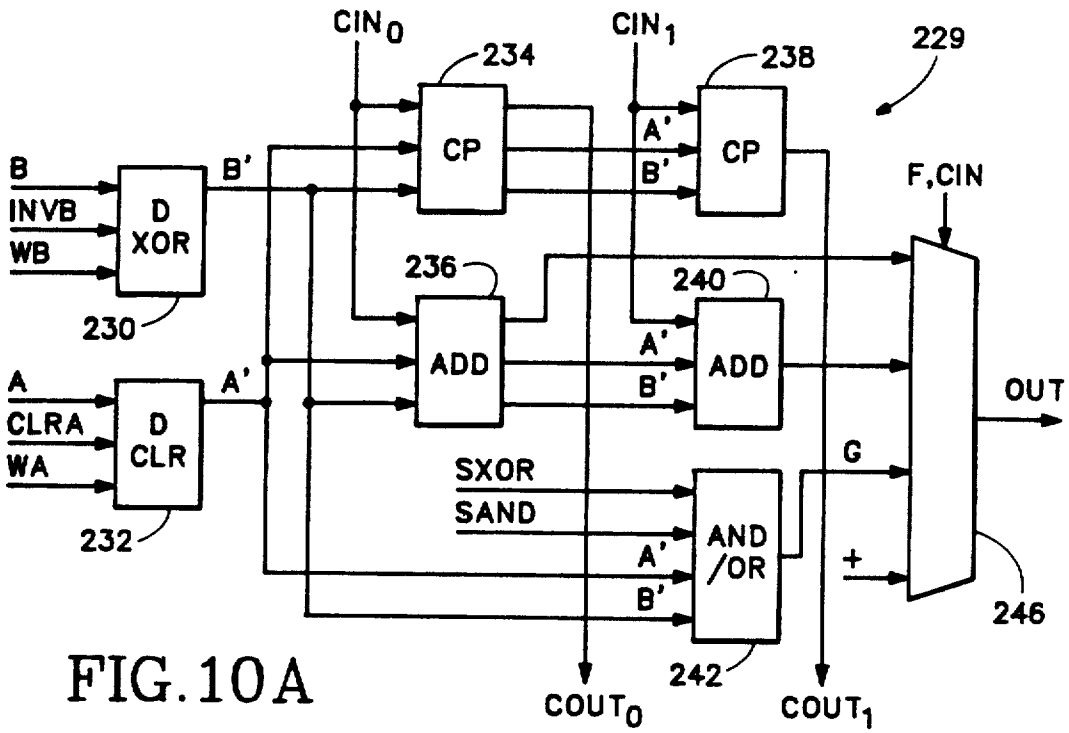 CIN0
CIN1
234
238
229
A'
CP
CP
B
B'
B'
F,CIN
INVB
D
XOR
WB
236
240
230
A'
ADD
ADD
A
A'
B'
OUT
CLRA
D
CLR
WA
SXOR
G
SAND
AND
/OR
232
A'
+
B'
246
242
FIG.10A
COUT0
COUT1